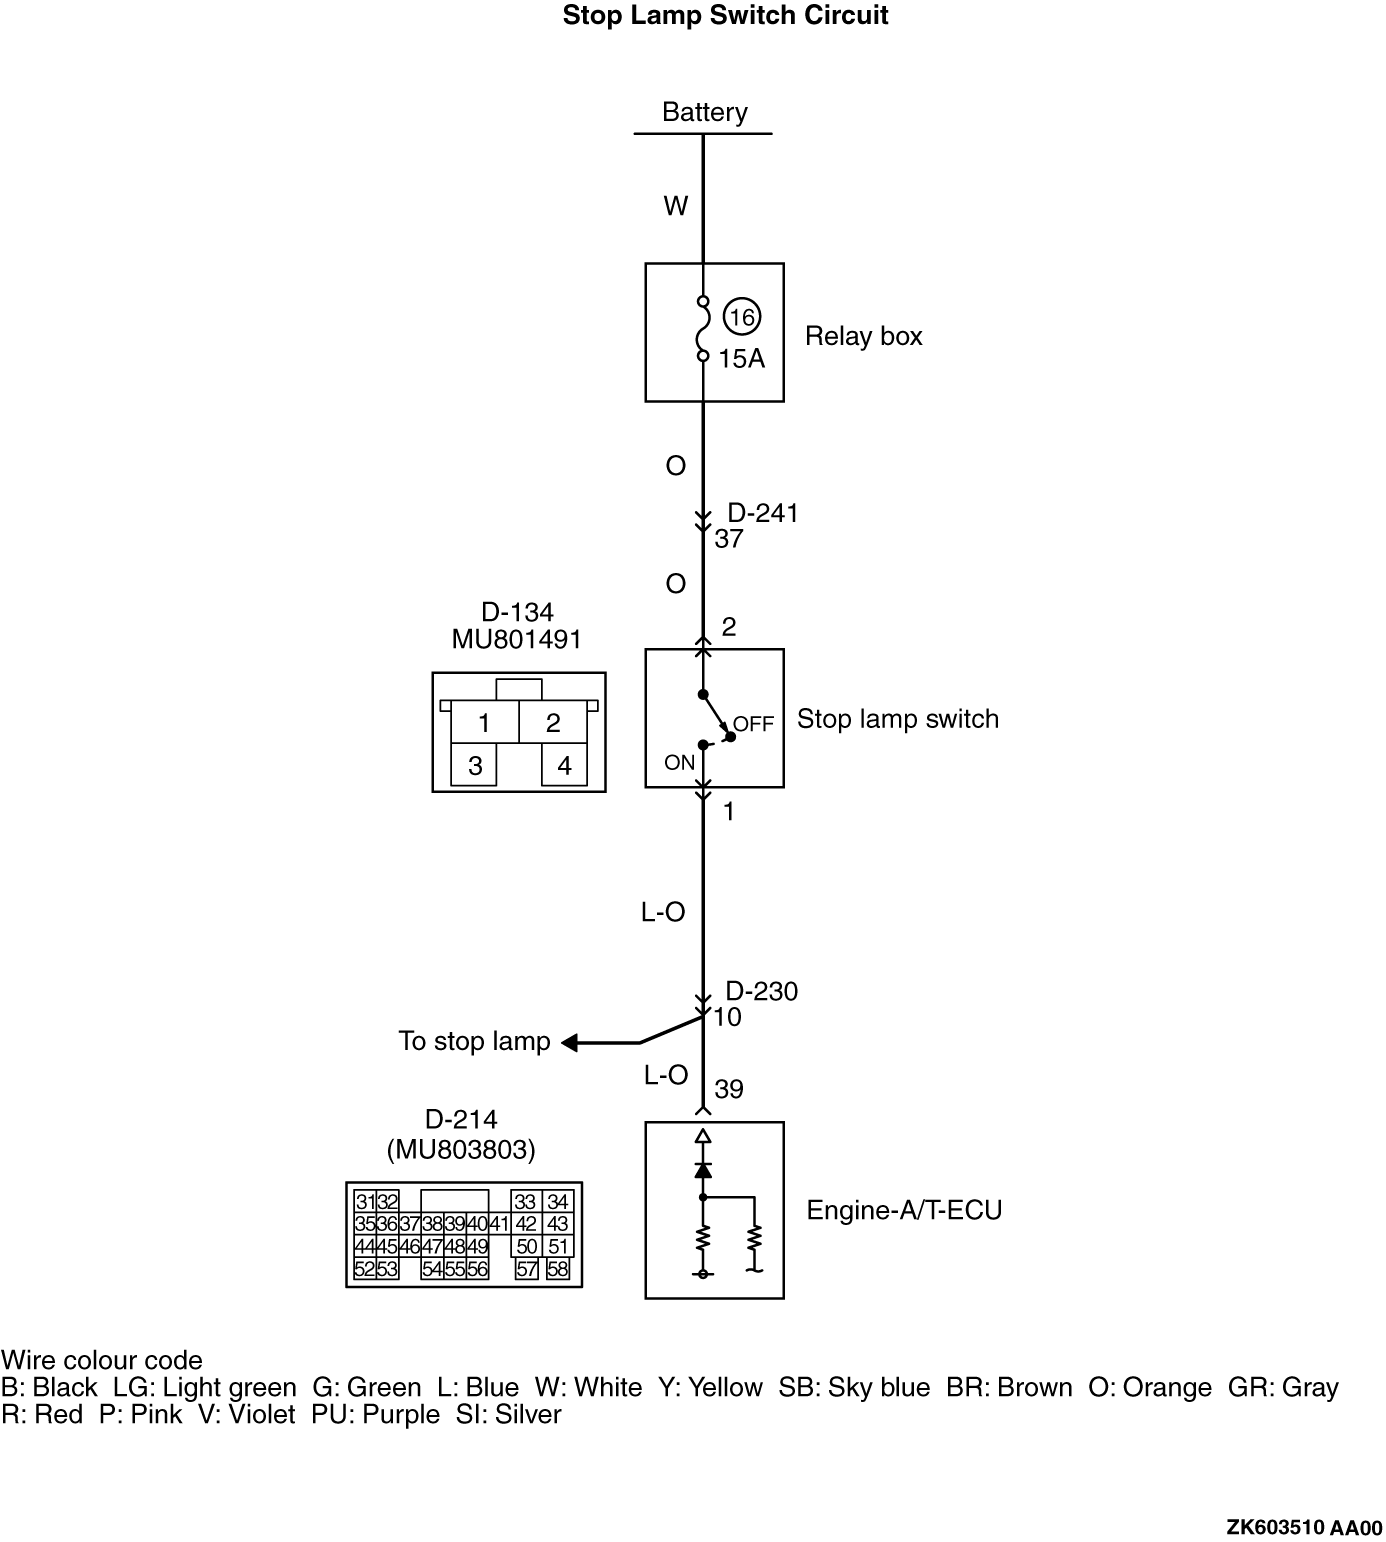 Stop Lamp Switch Circuit
Battery
W
16
15A
Relay box
O
D-241
37
O
2
D-134
MU801491
1 2
3 4
OFF
ON
Stop lamp switch
1
L-O
D-230
10
To stop lamp
L-O
39
D-214
(MU803803)
31 32 33 34
35 36 37 38 39 40 41 42 43
44 45 46 47 48 49 50 51
52 53 54 55 56 57 58
Engine-A/T-ECU
Wire colour code
B: Black LG: Light green G: Green L: Blue W: White Y: Yellow SB: Sky blue BR: Brown O: Orange GR: Gray
R: Red P: Pink V: Violet PU: Purple SI: Silver
ZK603510 AA00